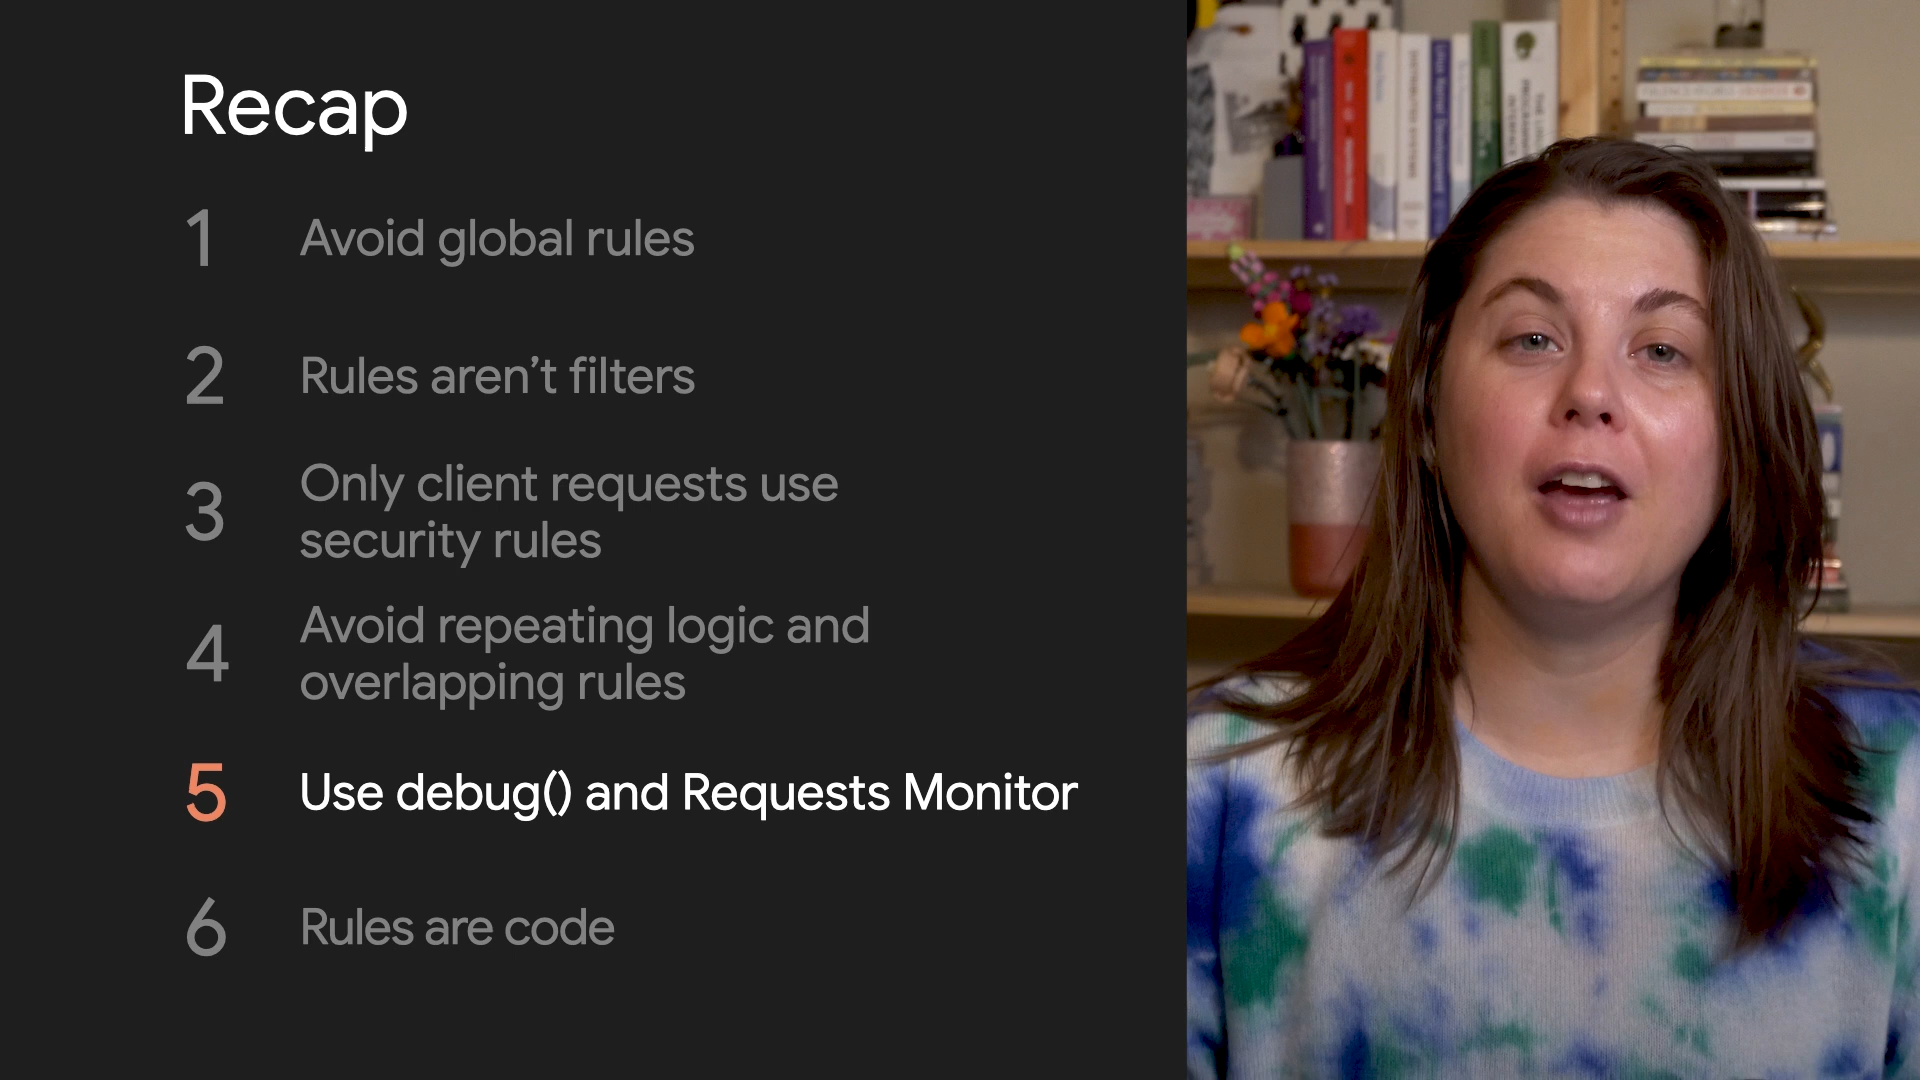 Recap
1 Avoid global rules
2 Rules aren’t filters
3 Only client requests use
security rules
4 Avoid repeating logic and
overlapping rules
5 Use debug() and Requests Monitor
6 Rules are code